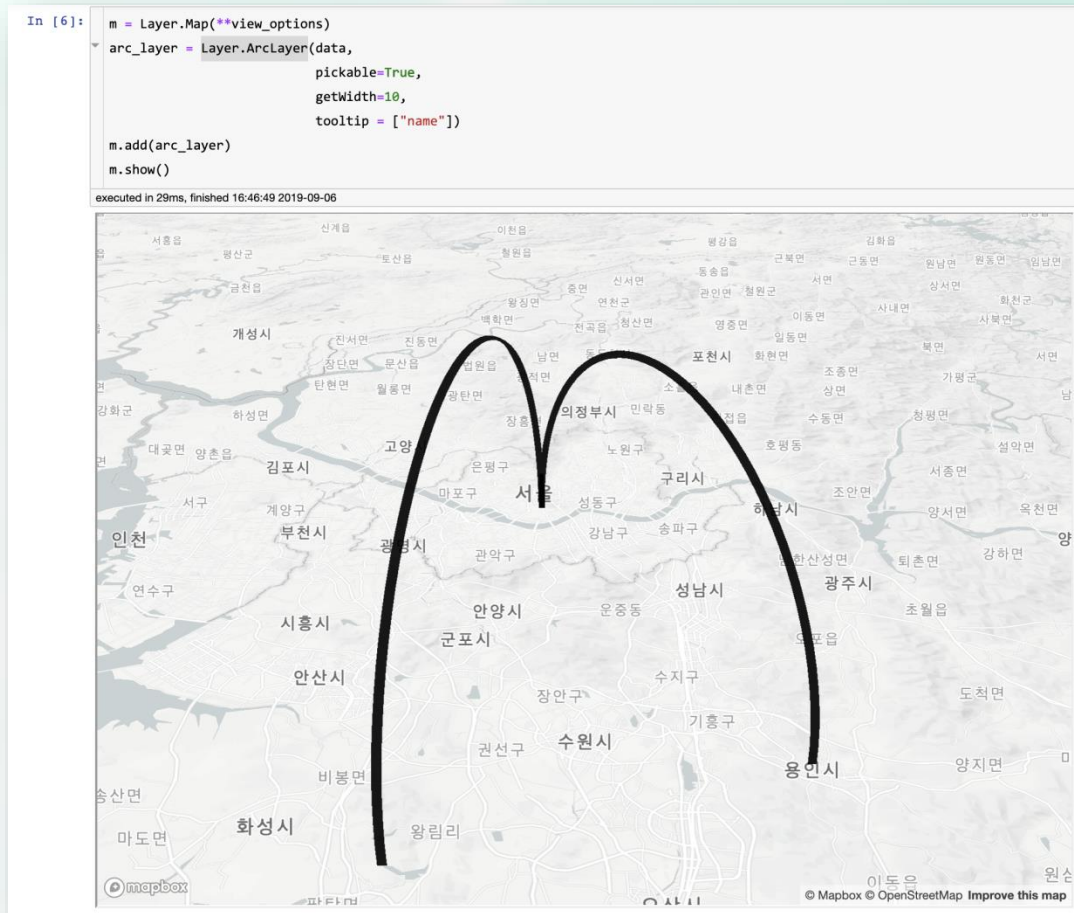 In [6]:
m = Layer.Map(**view_options)
arc_layer = Layer.ArcLayer(data,
pickable=True,
getWidth=10,
tooltip = ["name"])
m.add(arc_layer)
m.show()
executed in 29ms, finished 16:46:49 2019-09-06
신계읍
이천읍
서흥읍
평산군
토산읍
철원읍
평강읍
김화읍
근북면
근동면
원남면
원동면
임남면
금천읍
중면
신서면
동송읍
서면
상서면
왕징면
연천군
관인면
철원군
화천군
백학면
사내면
사북면
개성시
진서면
진동면
전곡읍
청산면
영중면
이동면
일동면
장단면
문산읍
법원읍
남면
포천시
화현면
북면
서면
탄현면
월롱면
광탄면
내촌면
조종면
상면
가평군
강화군
하성면
의정부시
민락동
수동면
청평면
고양
노원구
호평동
설악면
대곶면
양촌읍
김포시
은평구
구리시
서종면
서구
마포구
서울
성동구
조안면
계양구
하남시
양서면
옥천면
인천
부천시
광명시
강남구
송파구
양
관악구
퇴촌면
강하면
연수구
성남시
광주시
안양시
운중동
초월읍
시흥시
군포시
오포읍
안산시
수지구
장안구
도척면
기흥구
권선구
수원시
비봉면
용인시
양지면
송산면
화성시
왕림리
마도면
mapbox
이동읍
© Mapbox © OpenStreetMap Improve this map